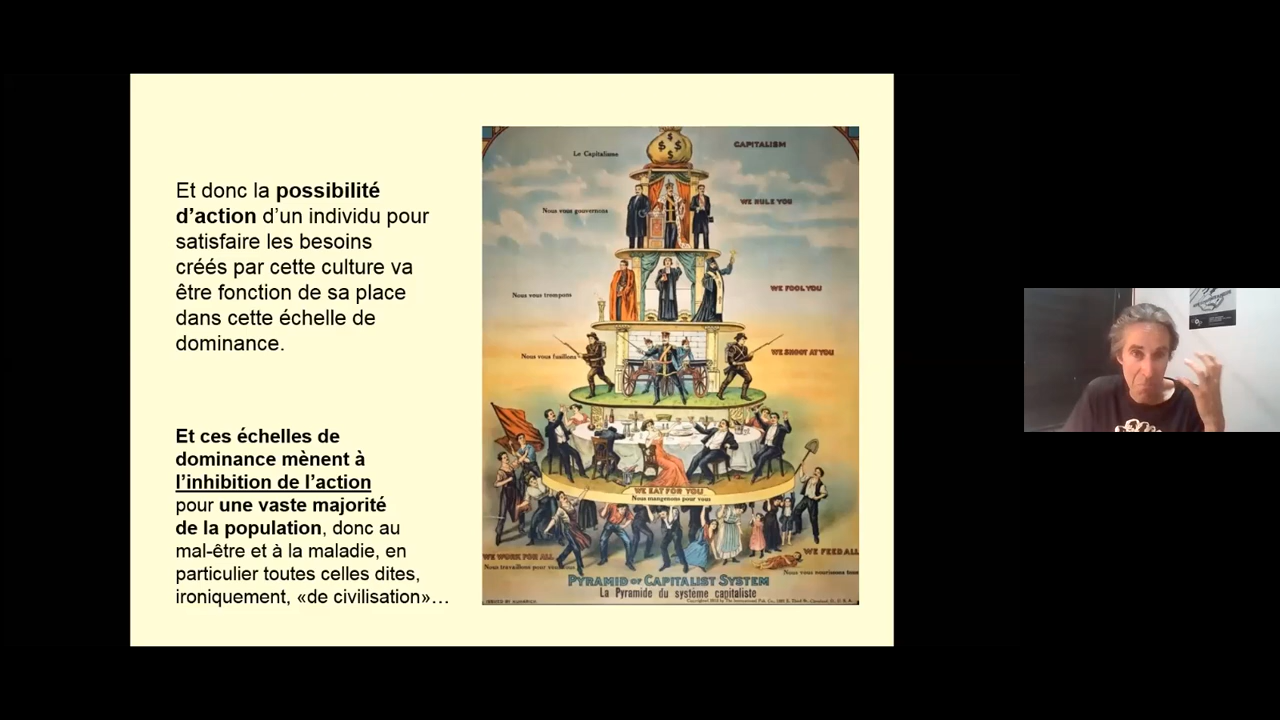 Et donc la possibilité
d’action d’un individu pour
satisfaire les besoins
créés par cette culture va
être fonction de sa place
dans cette échelle de
dominance.
Et ces échelles de
dominance mènent à
l’inhibition de l’action
pour une vaste majorité
de la population, donc au
mal-être et à la maladie, en
particulier toutes celles dites,
ironiquement, «de civilisation»…
$ $
$
Le Capitalisme
CAPITALISM
Nous vous gouvernons
WE RULE YOU
Nous vous trompons
WE FOOL YOU
Nous vous fusillons
WE SHOOT AT YOU
WE EAT FOR YOU
Nous mangeons pour vous
WE WORK FOR ALL
Nous travaillons pour
WE FEED ALL
Nous vous nourissons tous
PYRAMID OF CAPITALIST SYSTEM
La Pyramide du système capitaliste